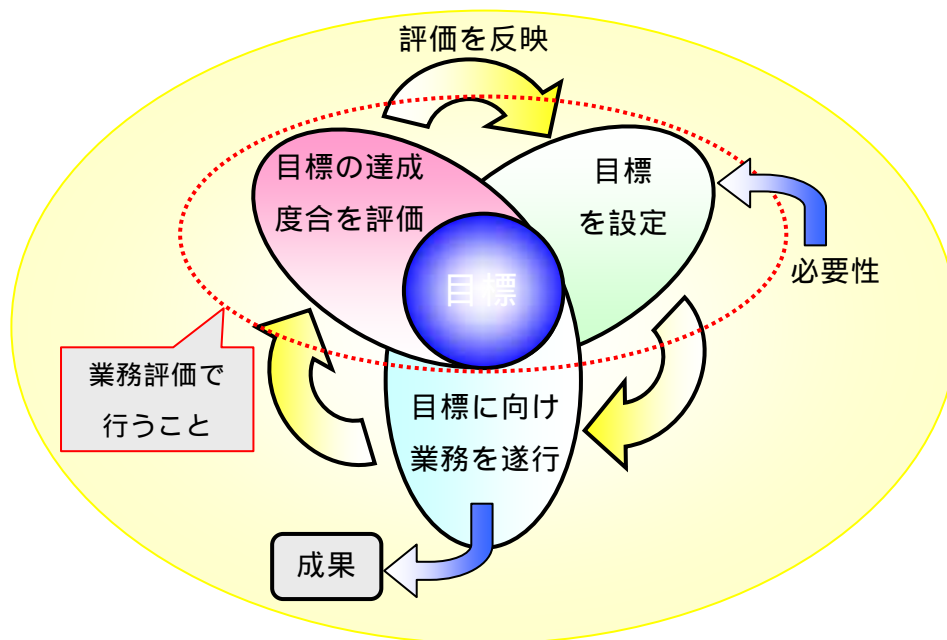 評価を反映
目標の達成
度合を評価
目標
を設定
必要性
目標
業務評価で
行うこと
目標に向け
業務を遂行
成果